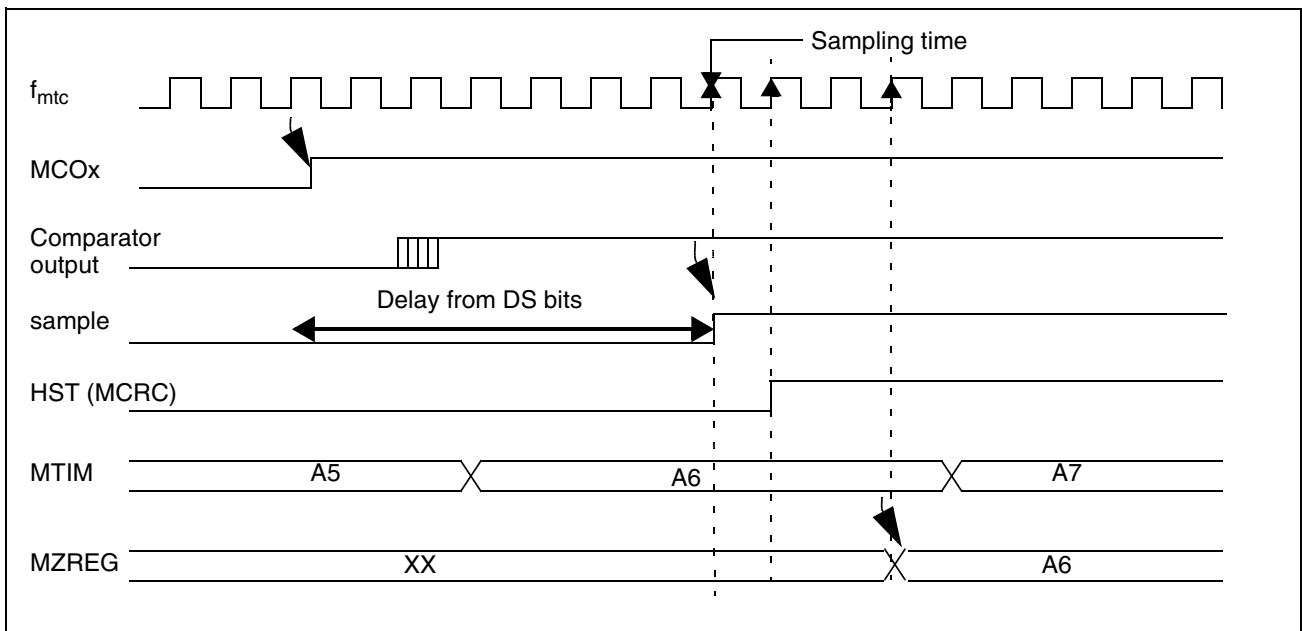 Sampling time
fmtc
MCOx
Comparator
output
Delay from DS bits
sample
HST (MCRC)
MTIM
A5
A6
A7
MZREG
XX
A6